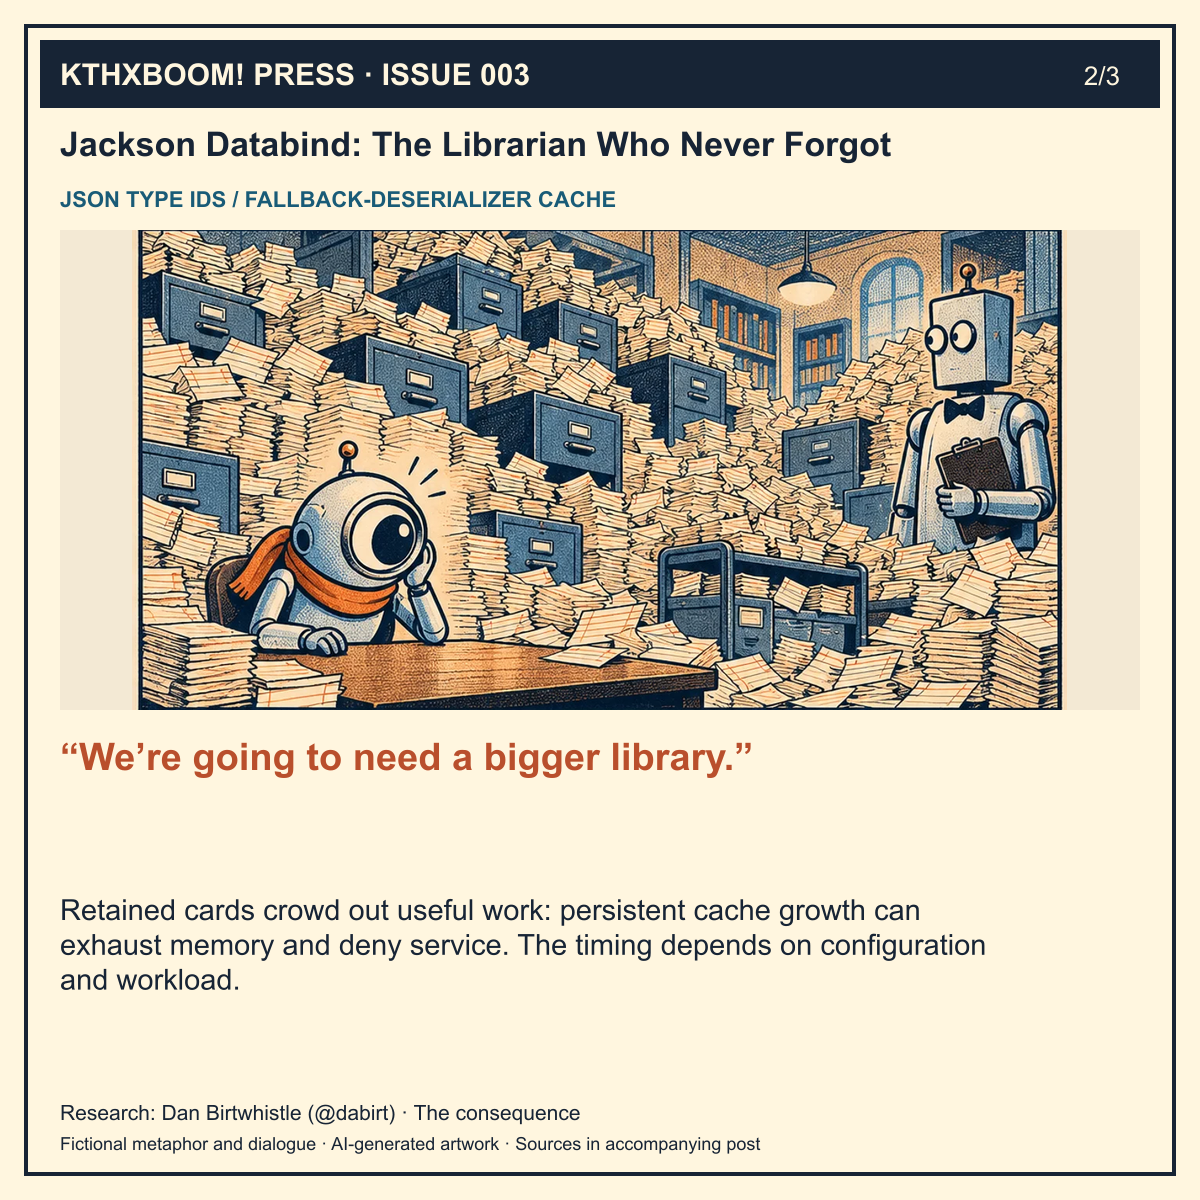 KTHXBOOM! PRESS · ISSUE 003
2/3
Jackson Databind: The Librarian Who Never Forgot
JSON TYPE IDS / FALLBACK-DESERIALIZER CACHE
“We’re going to need a bigger library.”
Retained cards crowd out useful work: persistent cache growth can
exhaust memory and deny service. The timing depends on configuration
and workload.
Research: Dan Birtwhistle (@dabirt) · The consequence
Fictional metaphor and dialogue · AI-generated artwork · Sources in accompanying post